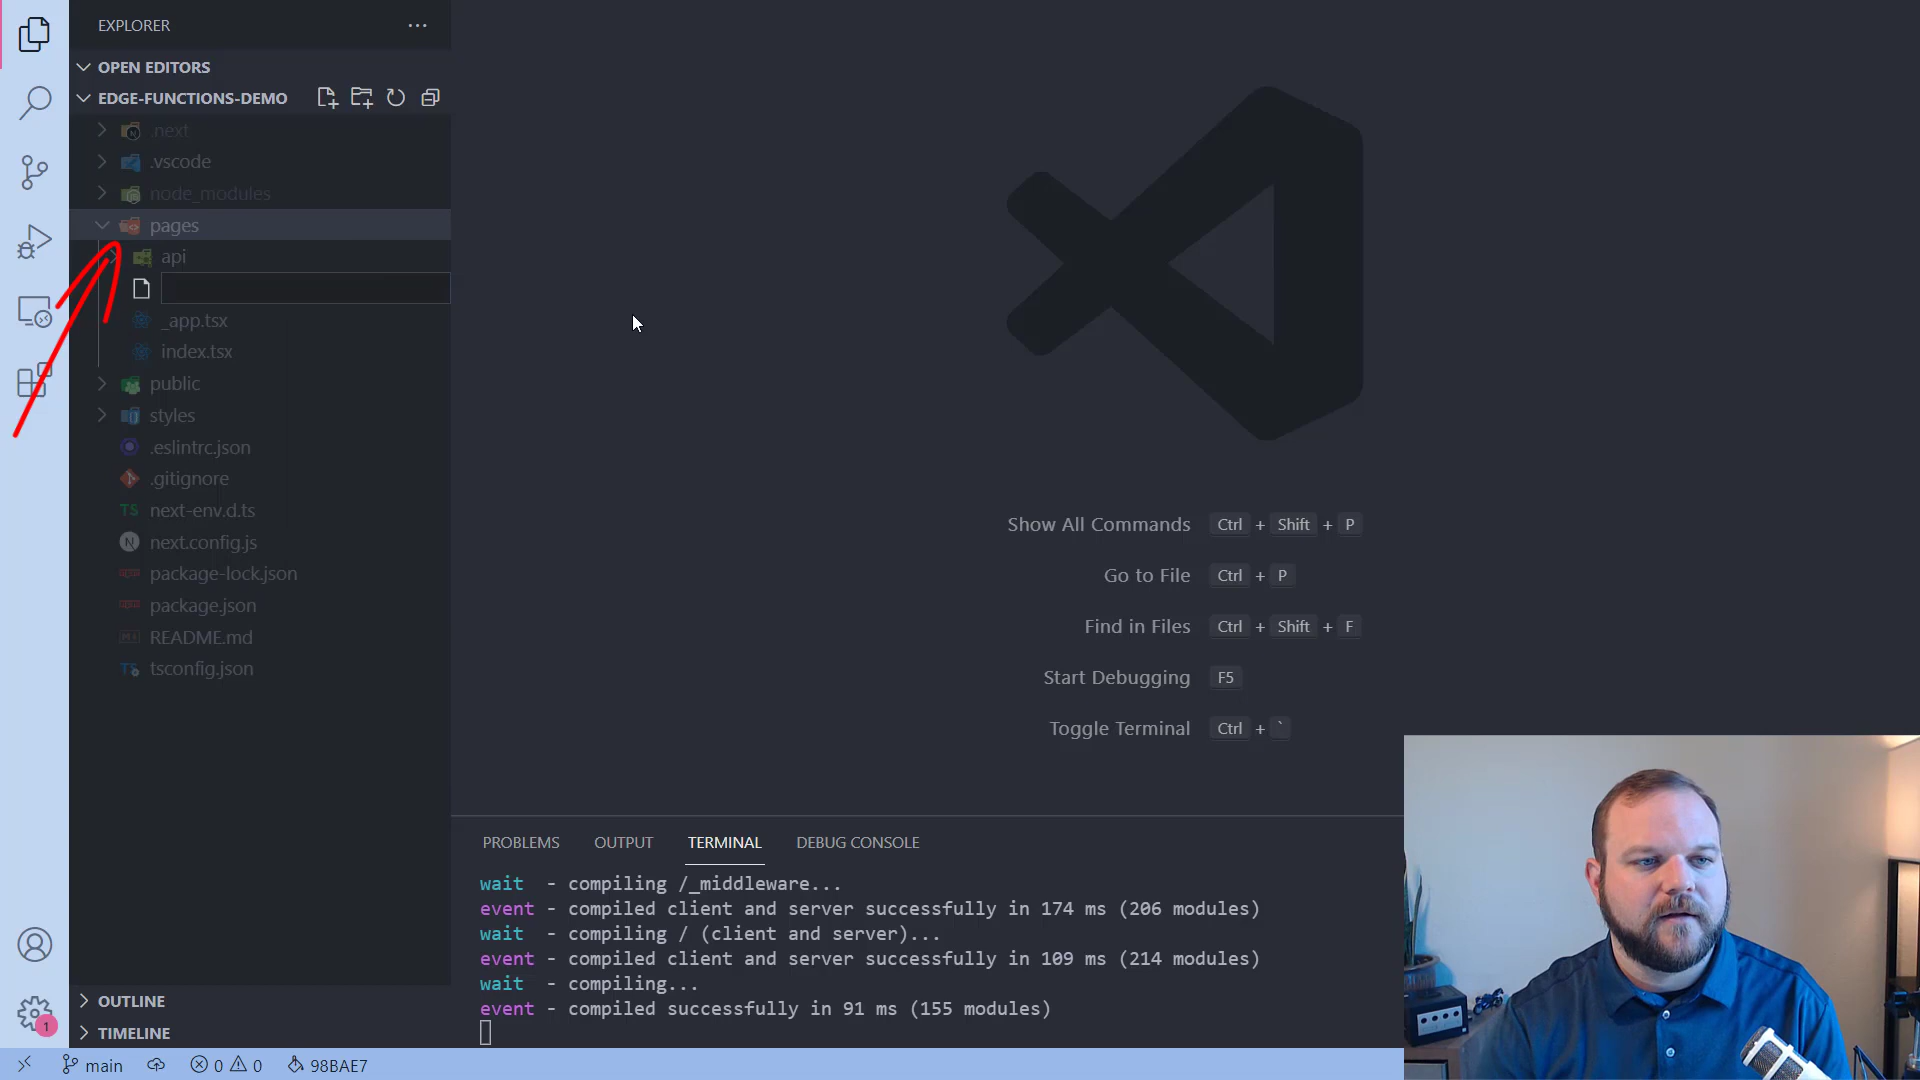 EXPLORER
OPEN EDITORS
EDGE-FUNCTIONS-DEMO
.next
.vscode
node_modules
pages
api
_app.tsx
index.tsx
public
styles
.eslintrc.json
.gitignore
next-env.d.ts
next.config.js
package-lock.json
package.json
README.md
tsconfig.json
OUTLINE
TIMELINE
Show All Commands Ctrl + Shift + P
Go to File Ctrl + P
Find in Files Ctrl + Shift + F
Start Debugging F5
Toggle Terminal Ctrl + `
PROBLEMS OUTPUT TERMINAL DEBUG CONSOLE
wait - compiling /_middleware...
event - compiled client and server successfully in 174 ms (206 modules)
wait - compiling / (client and server)...
event - compiled client and server successfully in 109 ms (214 modules)
wait - compiling...
event - compiled successfully in 91 ms (155 modules)
1
main 0 0 98BAE7